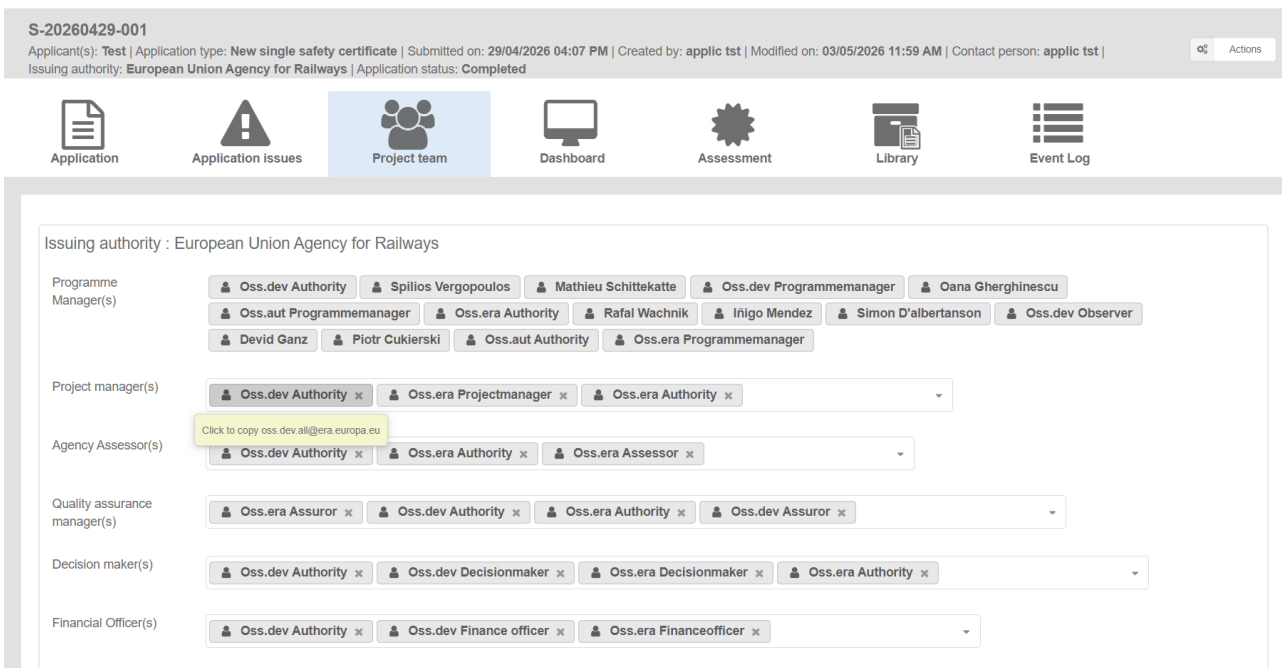 S-20260429-001
Applicant(s): Test | Application type: New single safety certificate | Submitted on: 29/04/2026 04:07 PM | Created by: applic tst | Modified on: 03/05/2026 11:59 AM | Contact person: applic tst |
Issuing authority: European Union Agency for Railways | Application status: Completed
Actions
Application
Application issues
Project team
Dashboard
Assessment
Library
Event Log
Issuing authority : European Union Agency for Railways
Programme
Manager(s)
Oss.dev Authority Spilios Vergopoulos Mathieu Schittekatte Oss.dev Programmemanager Oana Gherghinescu
Oss.aut Programmemanager Oss.era Authority Rafal Wachnik Iñigo Mendez Simon D'albertanson Oss.dev Observer
Devid Ganz Piotr Cukierski Oss.aut Authority Oss.era Programmemanager
Project manager(s)
Oss.dev Authority × Oss.era Projectmanager × Oss.era Authority ×
Click to copy oss.dev.all@era.europa.eu
Agency Assessor(s)
Oss.dev Authority × Oss.era Authority × Oss.era Assessor ×
Quality assurance
manager(s)
Oss.era Assuror × Oss.dev Authority × Oss.era Authority × Oss.dev Assuror ×
Decision maker(s)
Oss.dev Authority × Oss.dev Decisionmaker × Oss.era Decisionmaker × Oss.era Authority ×
Financial Officer(s)
Oss.dev Authority × Oss.dev Finance officer × Oss.era Financeofficer ×